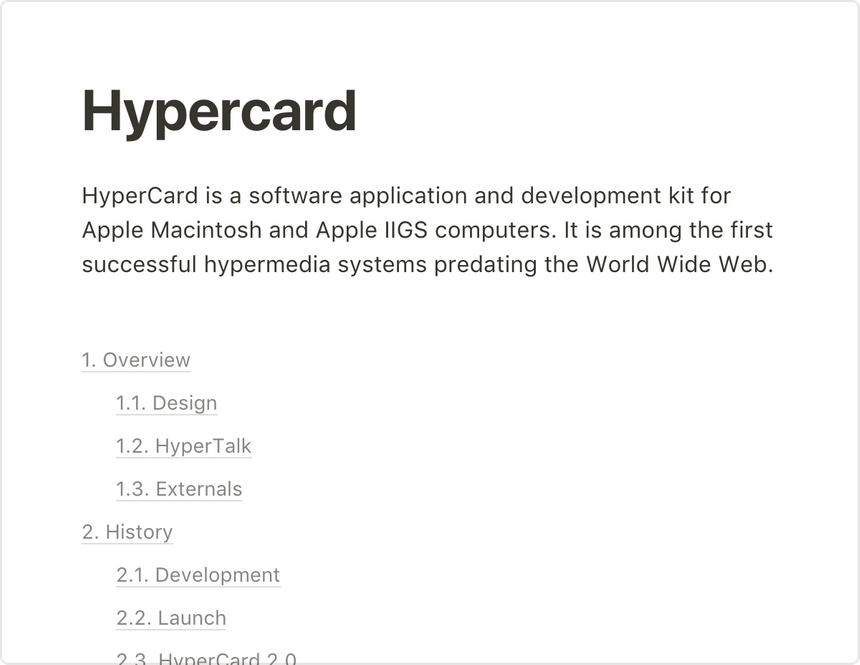 Hypercard
HyperCard is a software application and development kit for
Apple Macintosh and Apple IIGS computers. It is among the first
successful hypermedia systems predating the World Wide Web.
1. Overview
1.1. Design
1.2. HyperTalk
1.3. Externals
2. History
2.1. Development
2.2. Launch
2.3. HyperCard 2.0